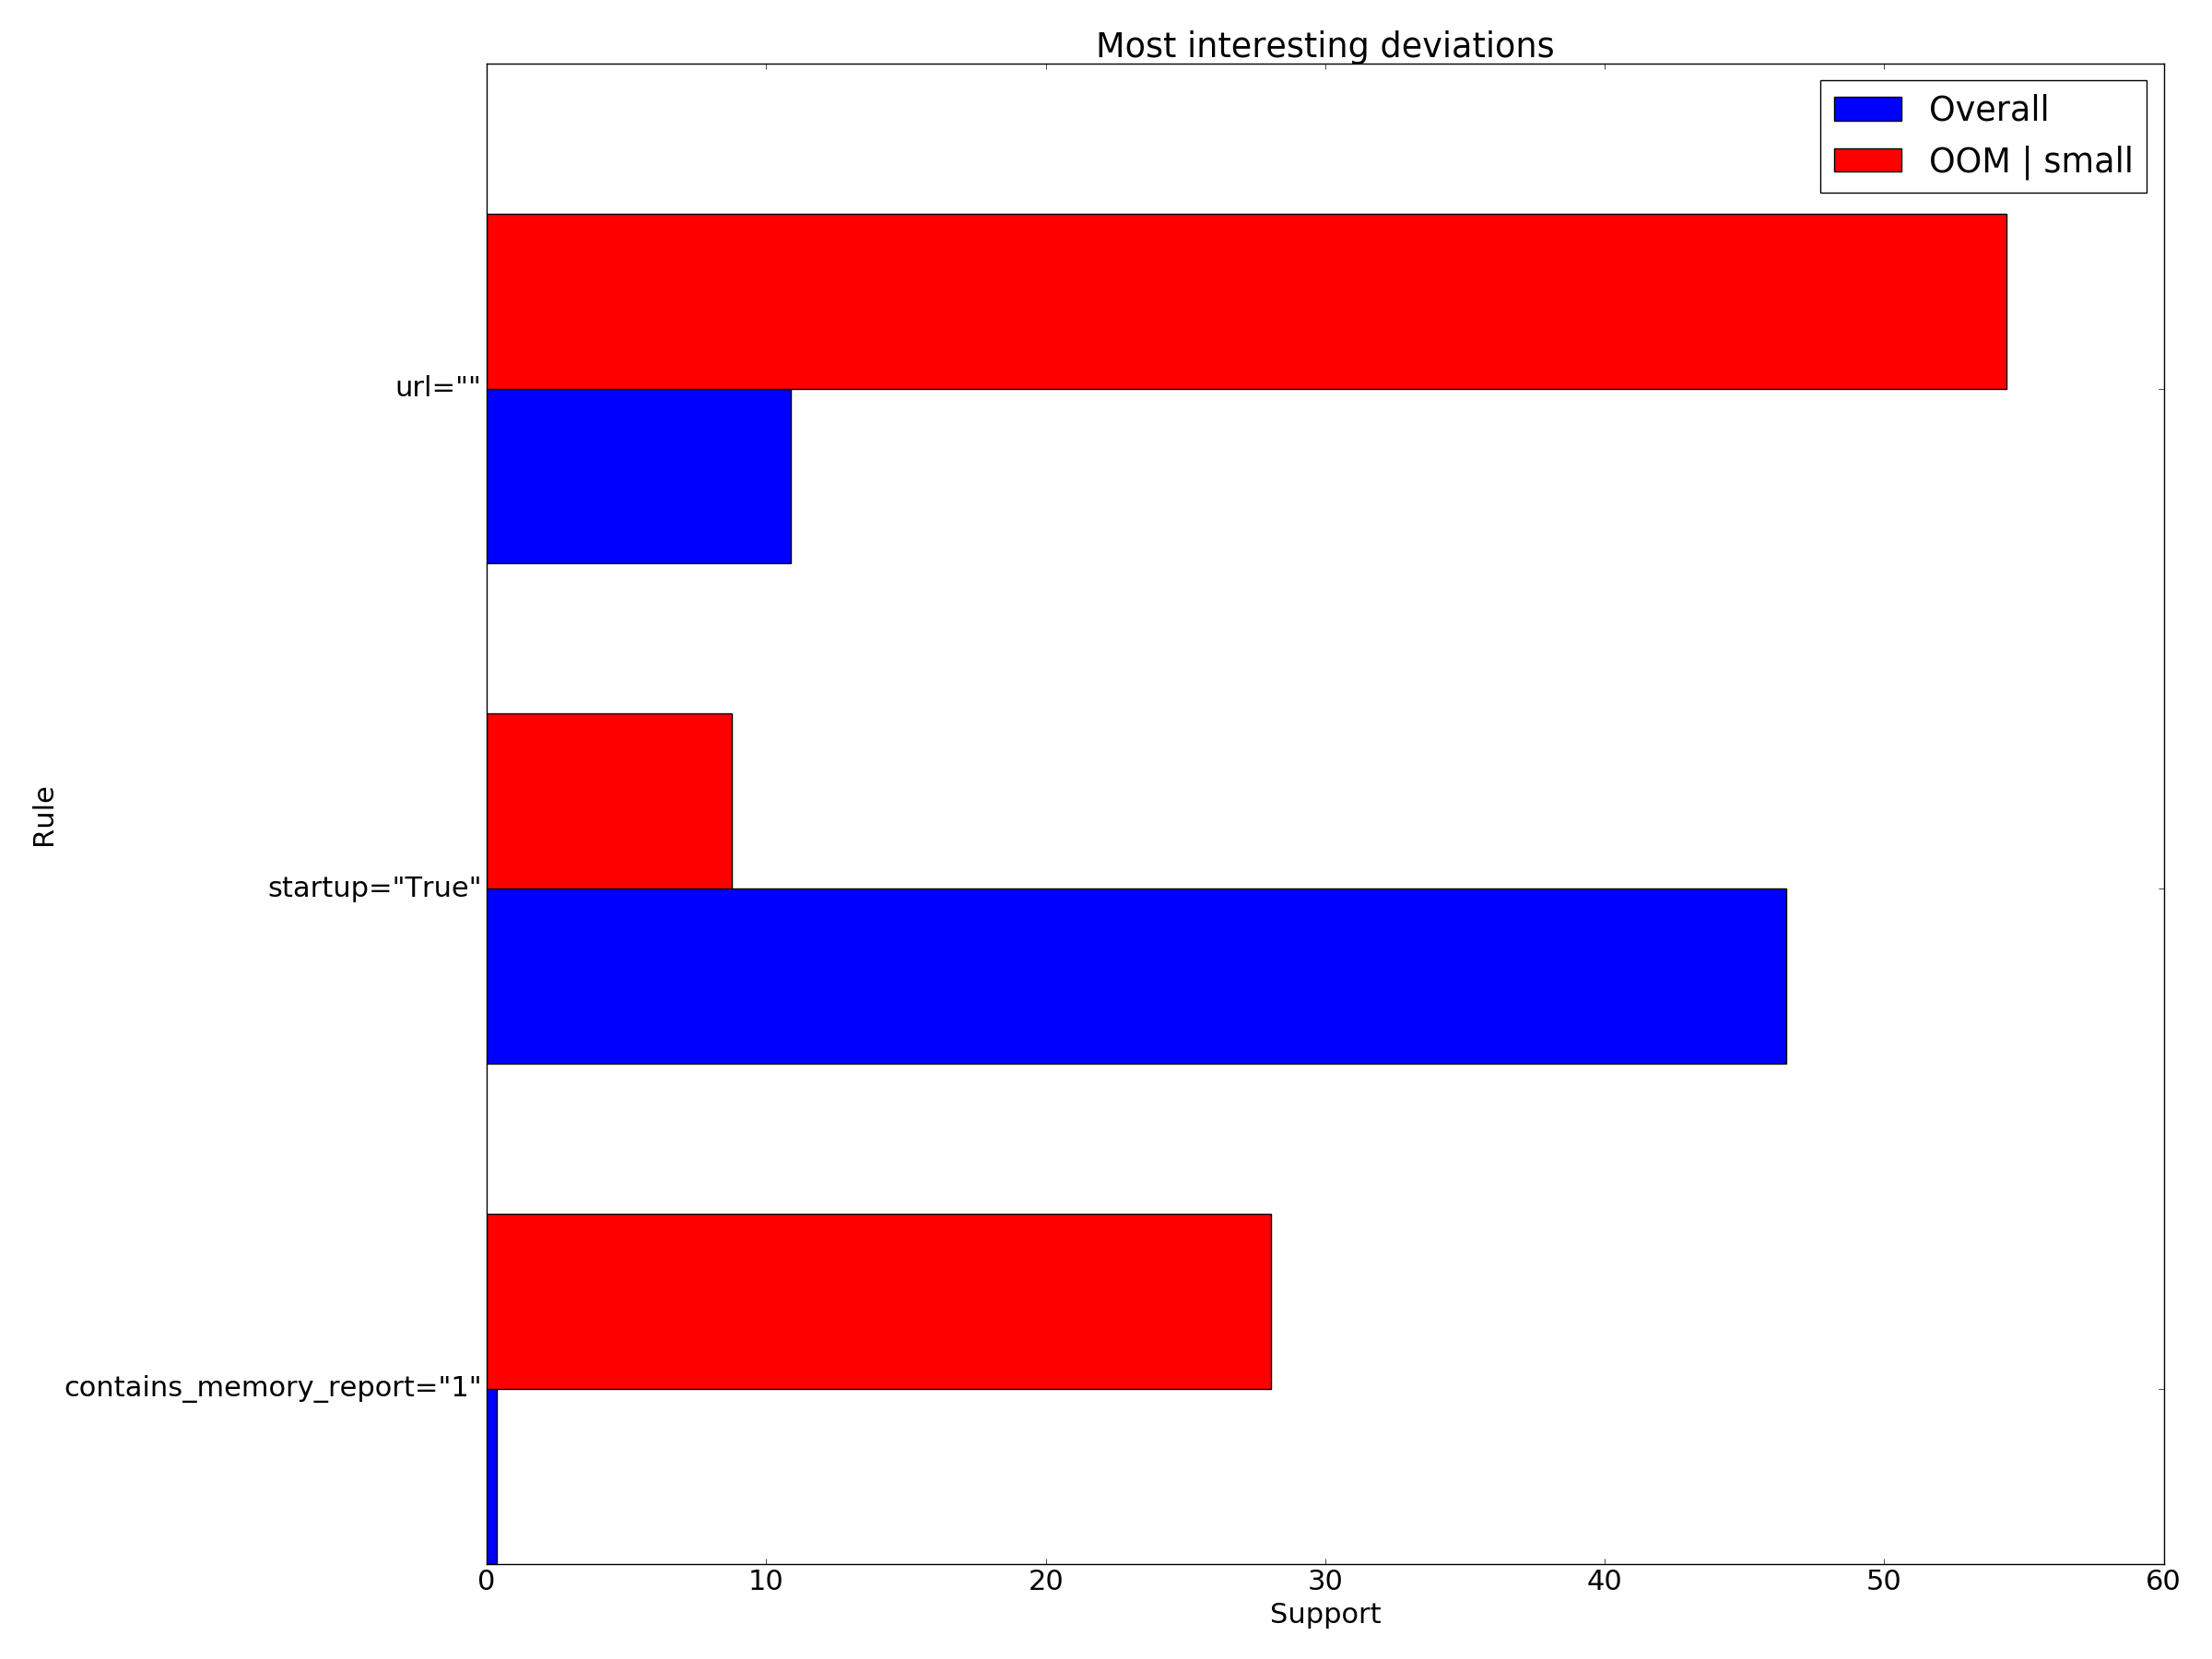 Most interesting deviations
Overall
OOM | small
url=""
startup="True"
contains_memory_report="1"
Rule
0 10 20 30 40 50 60
Support